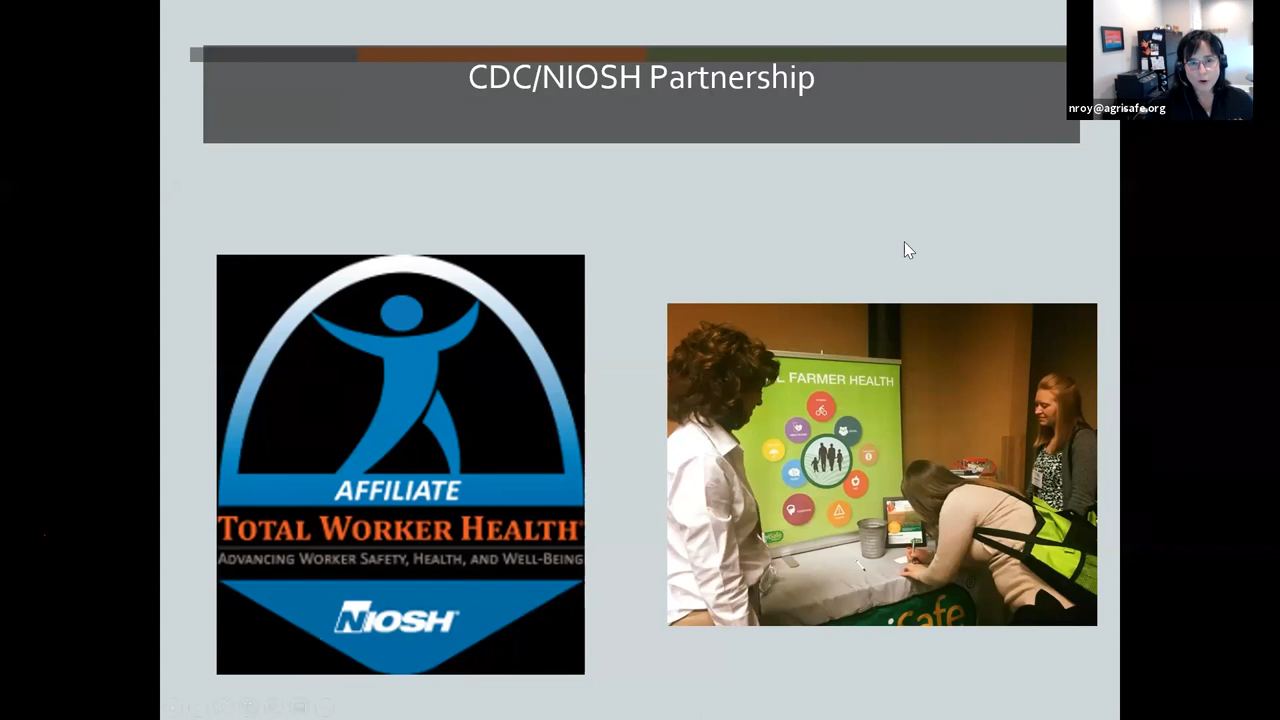 CDC/NIOSH Partnership
nroy@agrisafe.org
AFFILIATE
TOTAL WORKER HEALTH®
ADVANCING WORKER SAFETY, HEALTH, AND WELL-BEING
NIOSH®
L FARMER HEALTH
iSafe